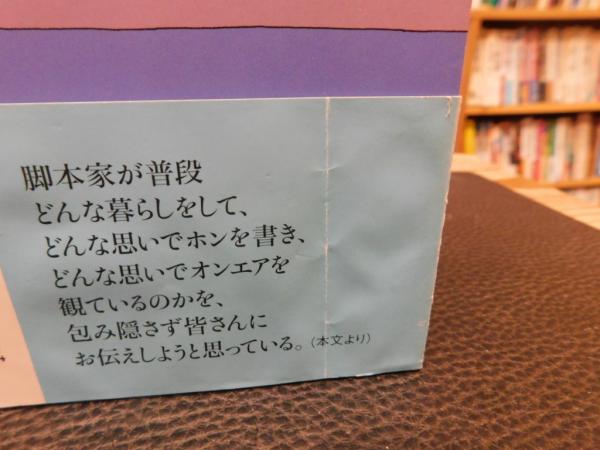 脚本家が普段
どんな暮らしをして、
どんな思いでホンを書き、
どんな思いでオンエアを
観ているのかを、
包み隠さず皆さんに
お伝えしようと思っている。(本文より)